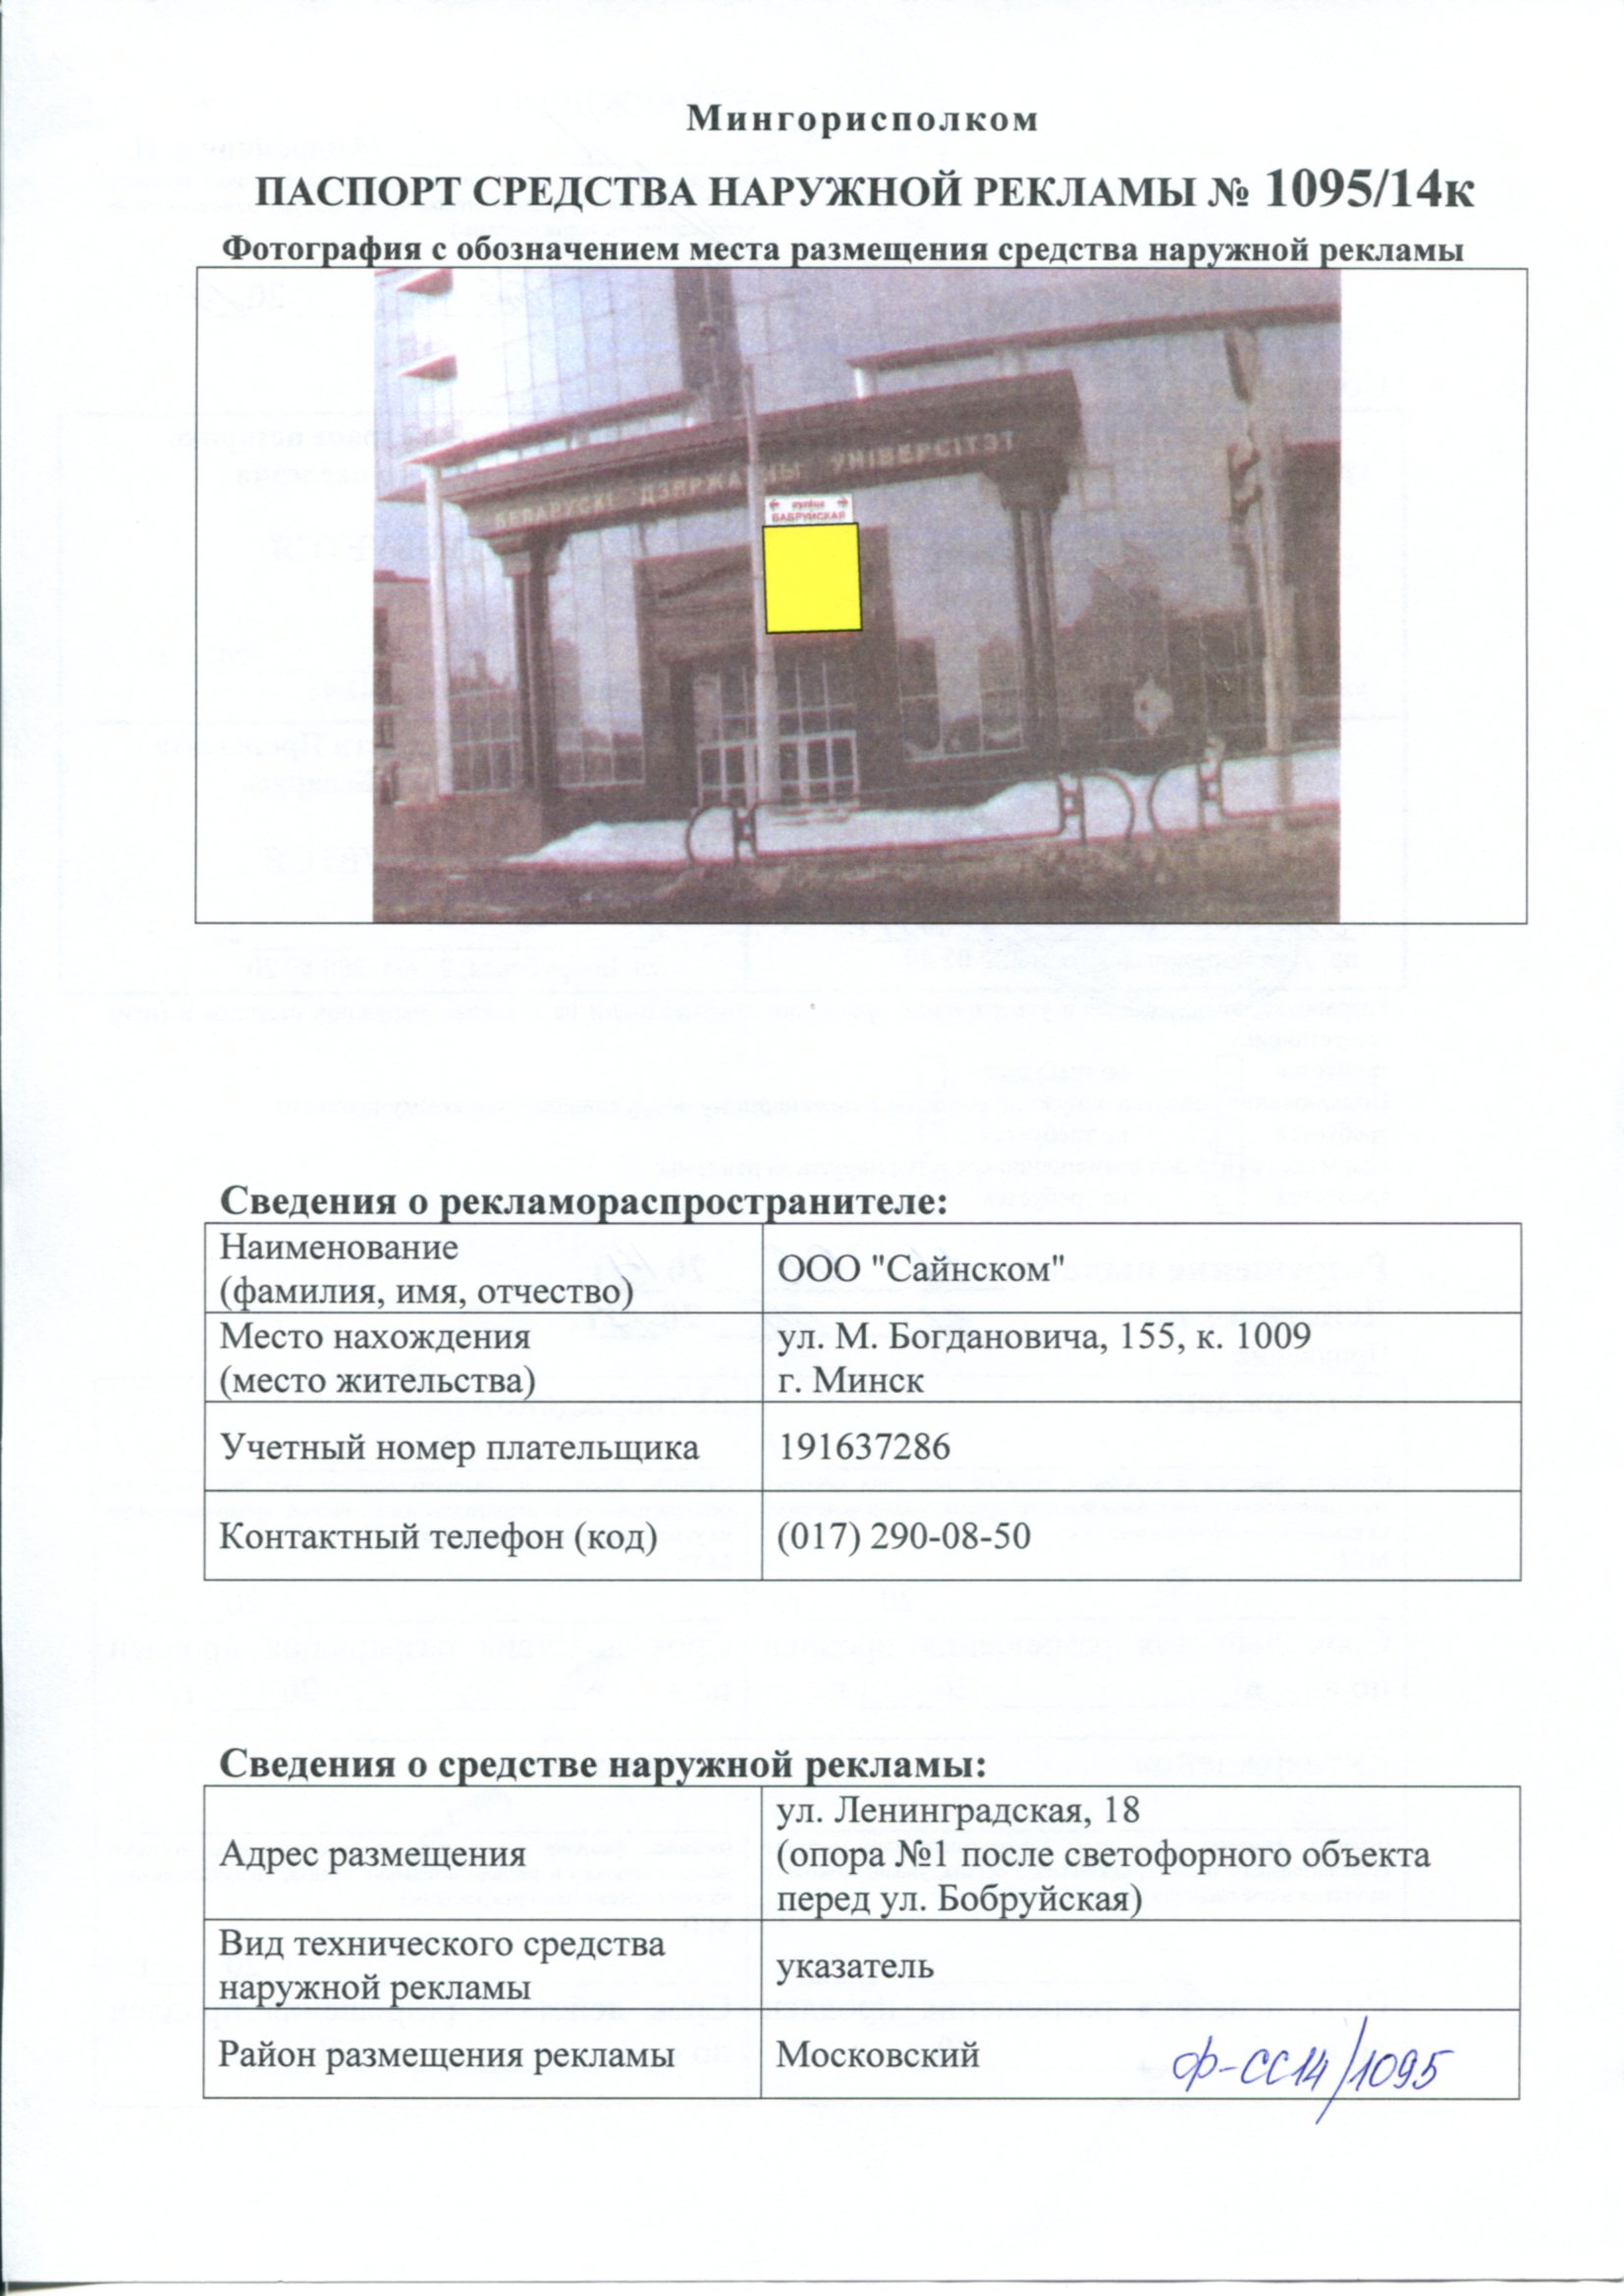 Мингорисполком
ПАСПОРТ СРЕДСТВА НАРУЖНОЙ РЕКЛАМЫ № 1095/14к
Фотография с обозначением места размещения средства наружной рекламы
БЕЛАРУСКІ ДЗЯРЖАЎНЫ УНІВЕРСІТЭТ
← вуліца →
БАБРУЙСКАЯ
Сведения о рекламораспространителе:
Наименование
(фамилия, имя, отчество)
ООО "Сайнском"
Место нахождения
(место жительства)
ул. М. Богдановича, 155, к. 1009
г. Минск
Учетный номер плательщика
191637286
Контактный телефон (код)
(017) 290-08-50
Сведения о средстве наружной рекламы:
Адрес размещения
ул. Ленинградская, 18
(опора №1 после светофорного объекта
перед ул. Бобруйская)
Вид технического средства
наружной рекламы
указатель
Район размещения рекламы
Московский
ф-СС14/1095